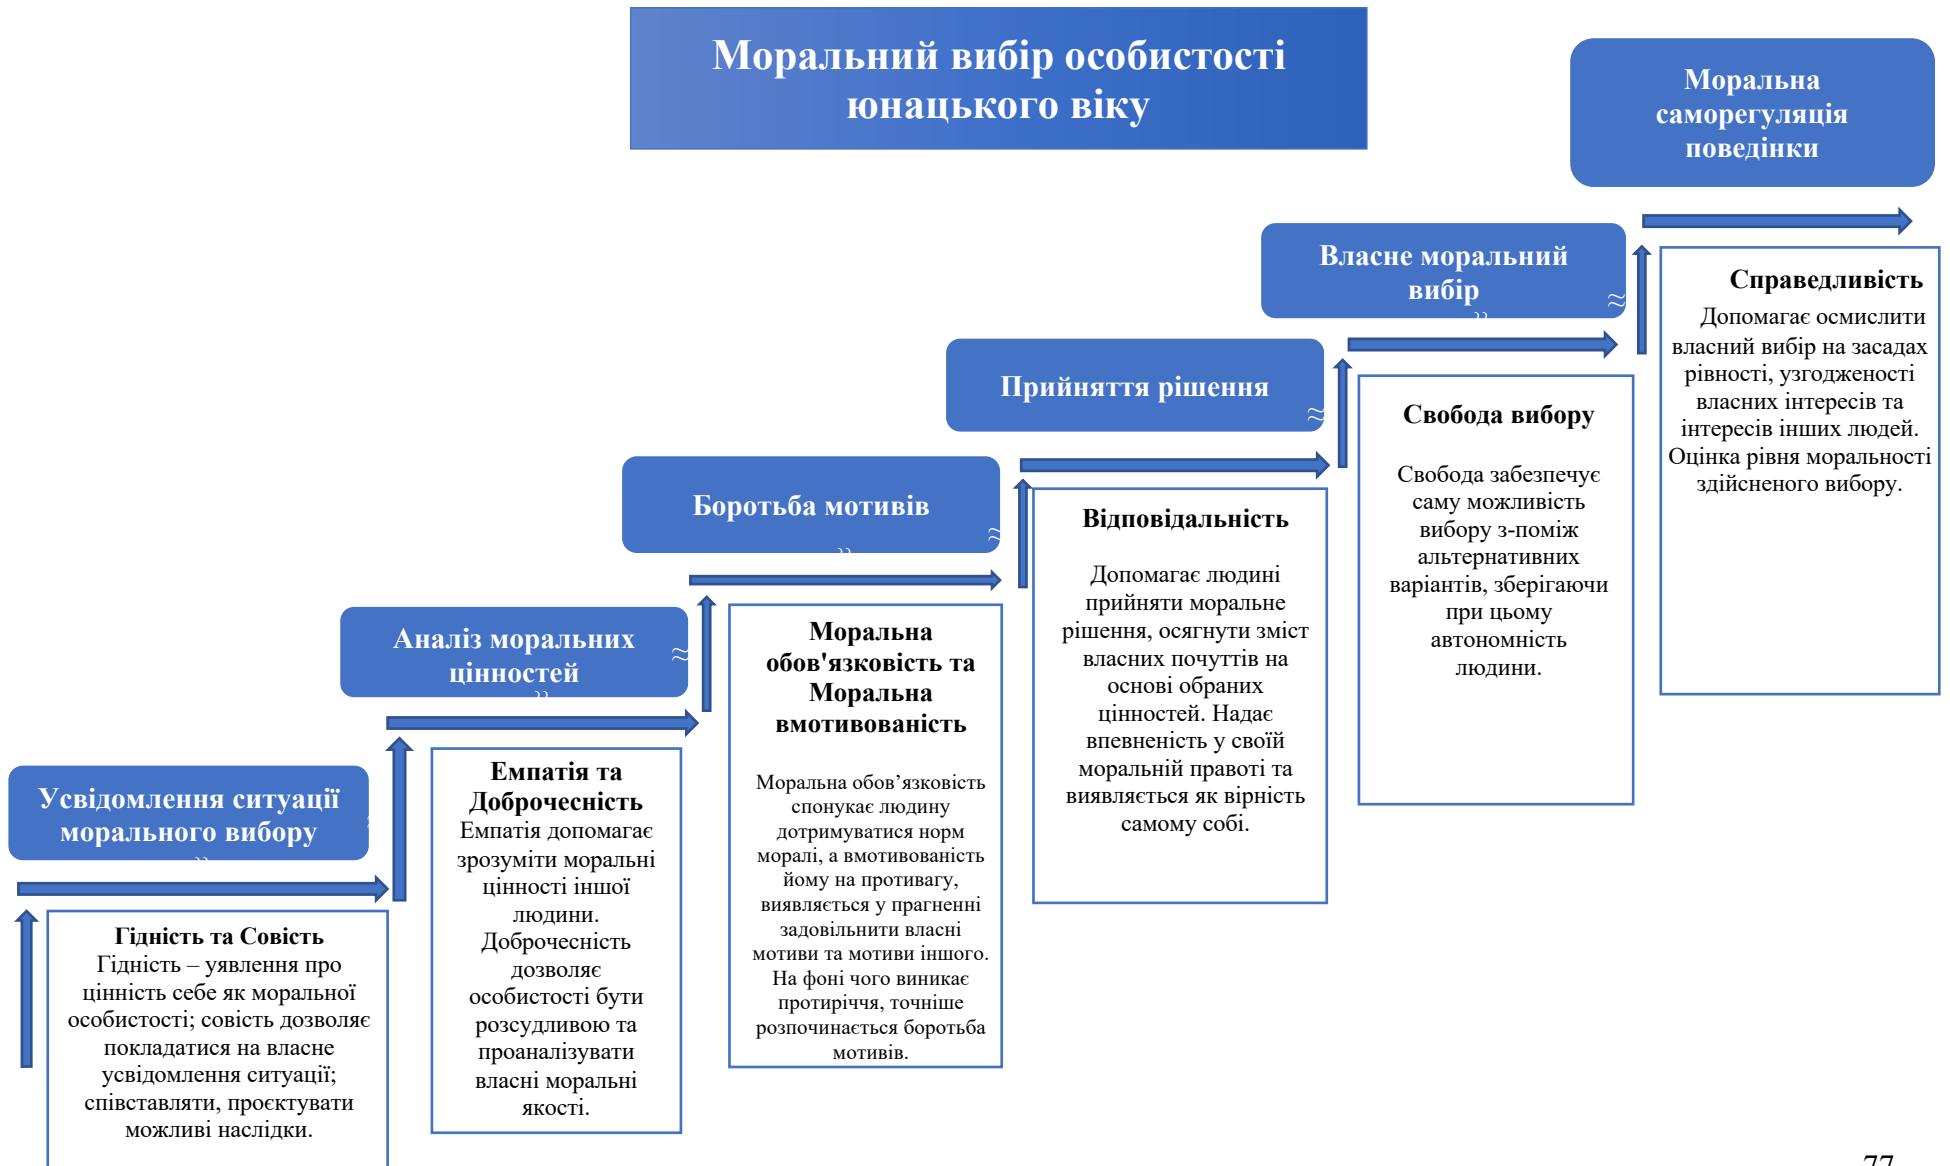 Моральний вибір особистості
юнацького віку
Моральна
саморегуляція
поведінки
Справедливість
Допомагає осмислити
власний вибір на засадах
рівності, узгодженості
власних інтересів та
інтересів інших людей.
Оцінка рівня моральності
здійсненого вибору.
Власне моральний
вибір
Свобода вибору
Свобода забезпечує
саму можливість
вибору з-поміж
альтернативних
варіантів, зберігаючи
при цьому
автономність
людини.
Прийняття рішення
Відповідальність
Допомагає людині
прийняти моральне
рішення, осягнути зміст
власних почуттів на
основі обраних
цінностей. Надає
впевненість у своїй
моральній правоті та
виявляється як вірність
самому собі.
Боротьба мотивів
Моральна
обов'язковість та
Моральна
вмотивованість
Моральна обов’язковість
спонукає людину
дотримуватися норм
моралі, а вмотивованість
йому на противагу,
виявляється у прагненні
задовільнити власні
мотиви та мотиви іншого.
На фоні чого виникає
протиріччя, точніше
розпочинається боротьба
мотивів.
Аналіз моральних
цінностей
Емпатія та
Доброчесність
Емпатія допомагає
зрозуміти моральні
цінності іншої
людини.
Доброчесність
дозволяє
особистості бути
розсудливою та
проаналізувати
власні моральні
якості.
Усвідомлення ситуації
морального вибору
Гідність та Совість
Гідність – уявлення про
цінність себе як моральної
особистості; совість дозволяє
покладатися на власне
усвідомлення ситуації;
співставляти, проєктувати
можливі наслідки.
77